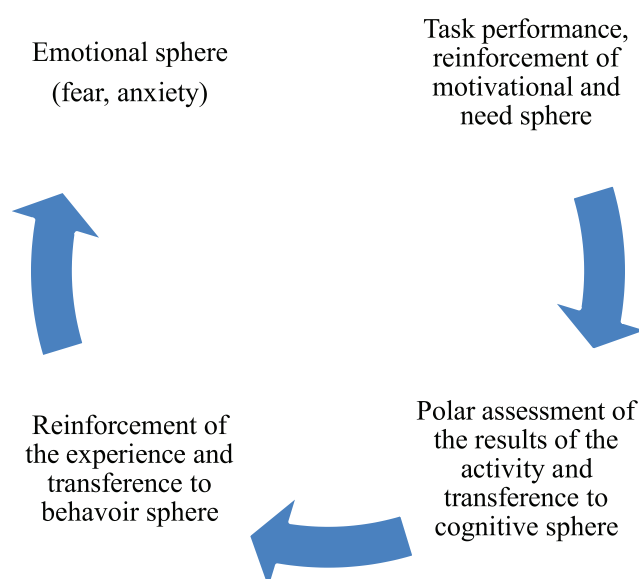 Emotional sphere
(fear, anxiety)
Task performance,
reinforcement of
motivational and
need sphere
Polar assessment of
the results of the
activity and
transference to
cognitive sphere
Reinforcement of
the experience and
transference to
behavoir sphere